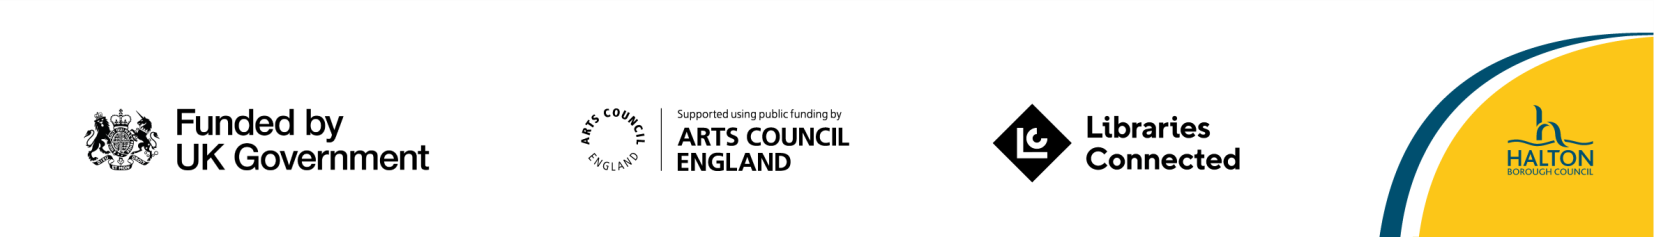 Funded by
UK Government
ARTS COUNCIL
ENGLAND
Supported using public funding by
ARTS COUNCIL
ENGLAND
LC
Libraries
Connected
HALTON
BOROUGH COUNCIL